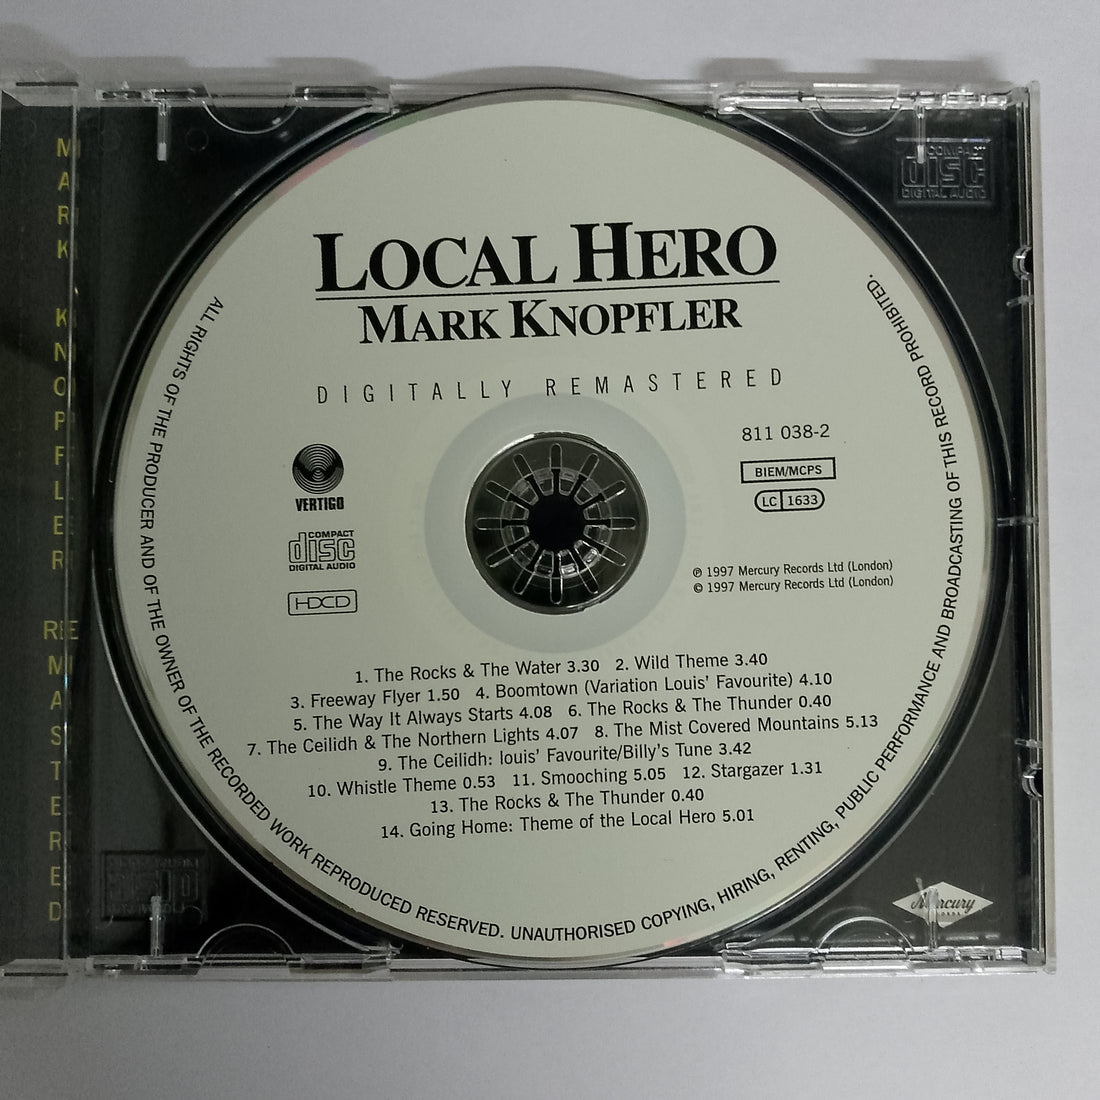 MARK KNOPFLER REMASTERED
COMPACT
disc
DIGITAL AUDIO
LOCAL HERO
MARK KNOPFLER
DIGITALLY REMASTERED
811 038-2
BIEM/MCPS
LC 1633
VERTIGO
COMPACT
disc
DIGITAL AUDIO
HDCD
℗ 1997 Mercury Records Ltd (London)
© 1997 Mercury Records Ltd (London)
1. The Rocks & The Water 3.30 2. Wild Theme 3.40
3. Freeway Flyer 1.50 4. Boomtown (Variation Louis’ Favourite) 4.10
5. The Way It Always Starts 4.08 6. The Rocks & The Thunder 0.40
7. The Ceilidh & The Northern Lights 4.07 8. The Mist Covered Mountains 5.13
9. The Ceilidh: louis’ Favourite/Billy’s Tune 3.42
10. Whistle Theme 0.53 11. Smooching 5.05 12. Stargazer 1.31
13. The Rocks & The Thunder 0.40
14. Going Home: Theme of the Local Hero 5.01
ALL RIGHTS OF THE PRODUCER AND OF THE OWNER OF THE RECORDED WORK REPRODUCED RESERVED. UNAUTHORISED COPYING, HIRING, RENTING, PUBLIC PERFORMANCE AND BROADCASTING OF THIS RECORD PROHIBITED.
Mercury